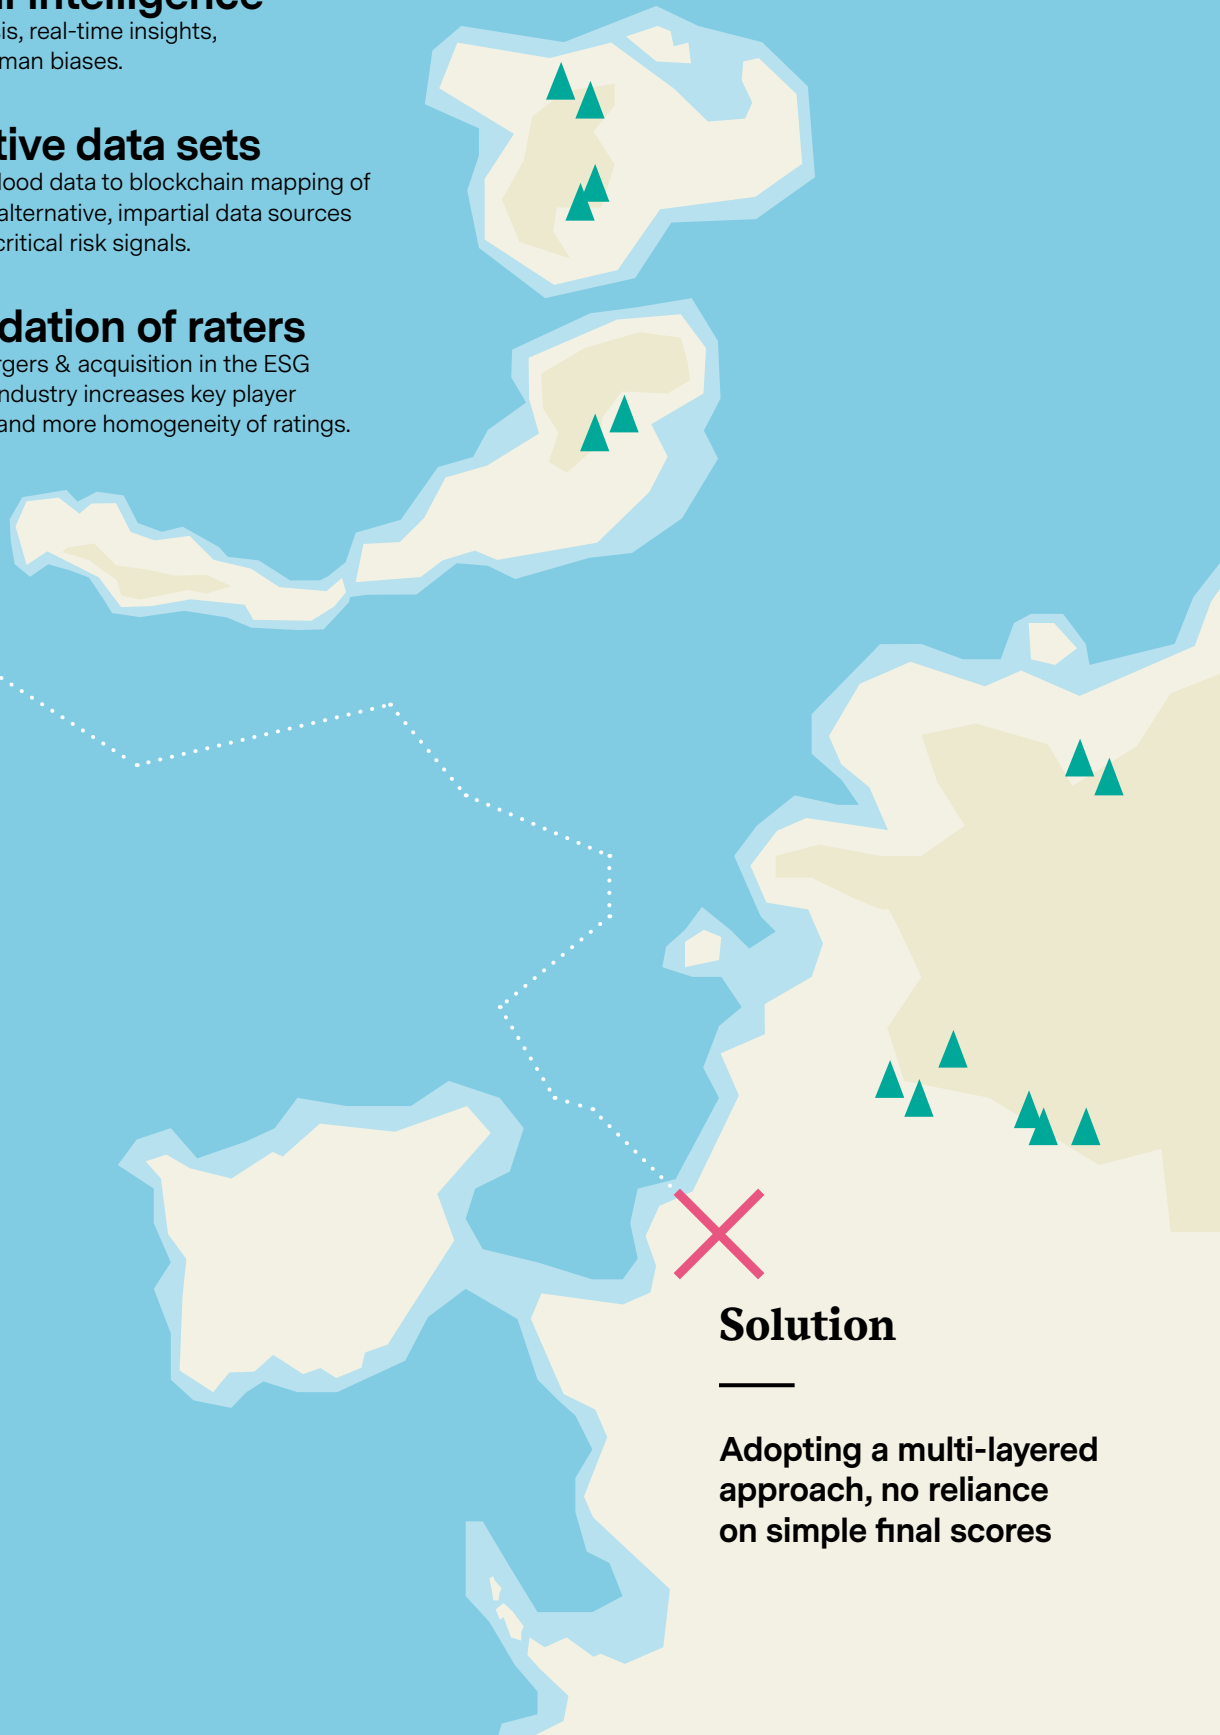 intelligence
real-time insights,
man biases.
tive data sets
lood data to blockchain mapping of
alternative, impartial data sources
critical risk signals.
dation of raters
rgers & acquisition in the ESG
ndustry increases key player
and more homogeneity of ratings.
Solution
Adopting a multi-layered
approach, no reliance
on simple final scores